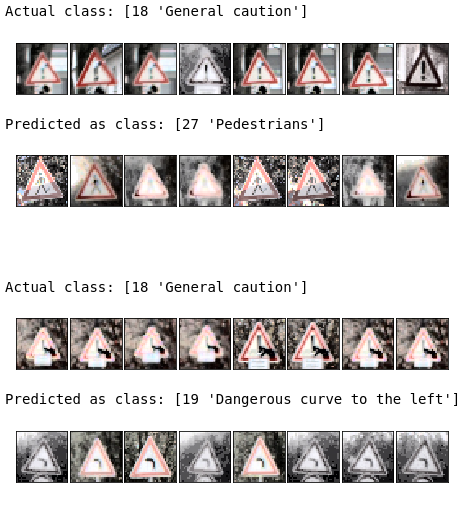 Actual class: [18 'General caution']
Predicted as class: [27 'Pedestrians']
Actual class: [18 'General caution']
Predicted as class: [19 'Dangerous curve to the left']